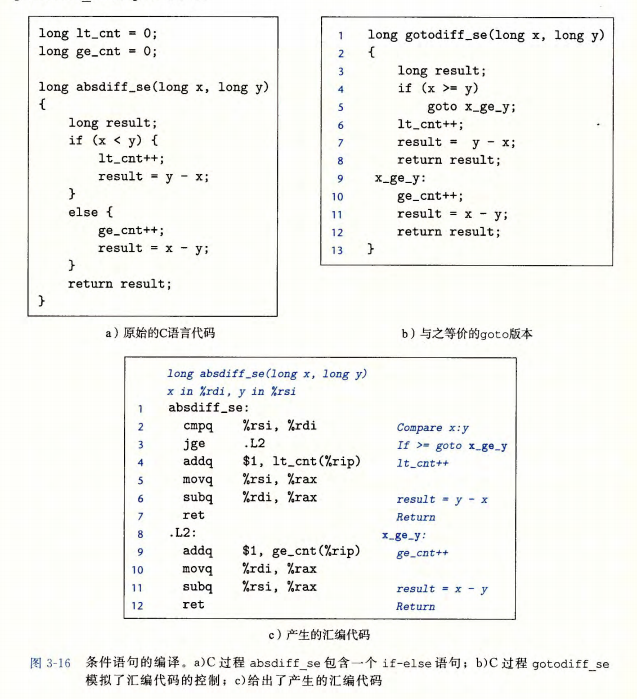 long lt_cnt = 0;
long ge_cnt = 0;
long absdiff_se(long x, long y)
{
    long result;
    if (x < y) {
        lt_cnt++;
        result = y - x;
    }
    else {
        ge_cnt++;
        result = x - y;
    }
    return result;
}
a）原始的C语言代码
1 long gotodiff_se(long x, long y)
2 {
3     long result;
4     if (x >= y)
5         goto x_ge_y;
6     lt_cnt++;
7     result =  y - x;
8     return result;
9  x_ge_y:
10     ge_cnt++;
11     result = x - y;
12     return result;
13 }
b）与之等价的goto版本
long absdiff_se(long x, long y)
x in %rdi, y in %rsi
1 absdiff_se:
2   cmpq    %rsi, %rdi    Compare x:y
3   jge     .L2    If >= goto x_ge_y
4   addq    $1, lt_cnt(%rip)    lt_cnt++
5   movq    %rsi, %rax
6   subq    %rdi, %rax    result = y - x
7   ret    Return
8 .L2:    x_ge_y:
9   addq    $1, ge_cnt(%rip)    ge_cnt++
10   movq    %rdi, %rax
11   subq    %rsi, %rax    result = x - y
12   ret    Return
c）产生的汇编代码
图 3-16 条件语句的编译。a)C 过程 absdiff_se 包含一个 if-else 语句；b)C 过程 gotodiff_se
模拟了汇编代码的控制；c)给出了产生的汇编代码